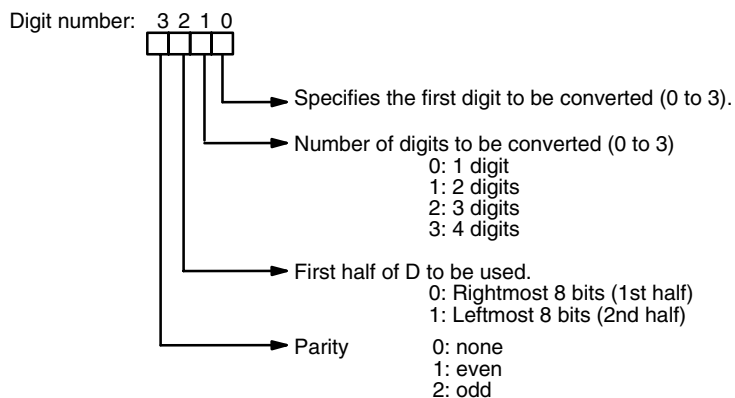 Digit number: 3 2 1 0
Specifies the first digit to be converted (0 to 3).
Number of digits to be converted (0 to 3)
0: 1 digit
1: 2 digits
2: 3 digits
3: 4 digits
First half of D to be used.
0: Rightmost 8 bits (1st half)
1: Leftmost 8 bits (2nd half)
Parity 0: none
1: even
2: odd